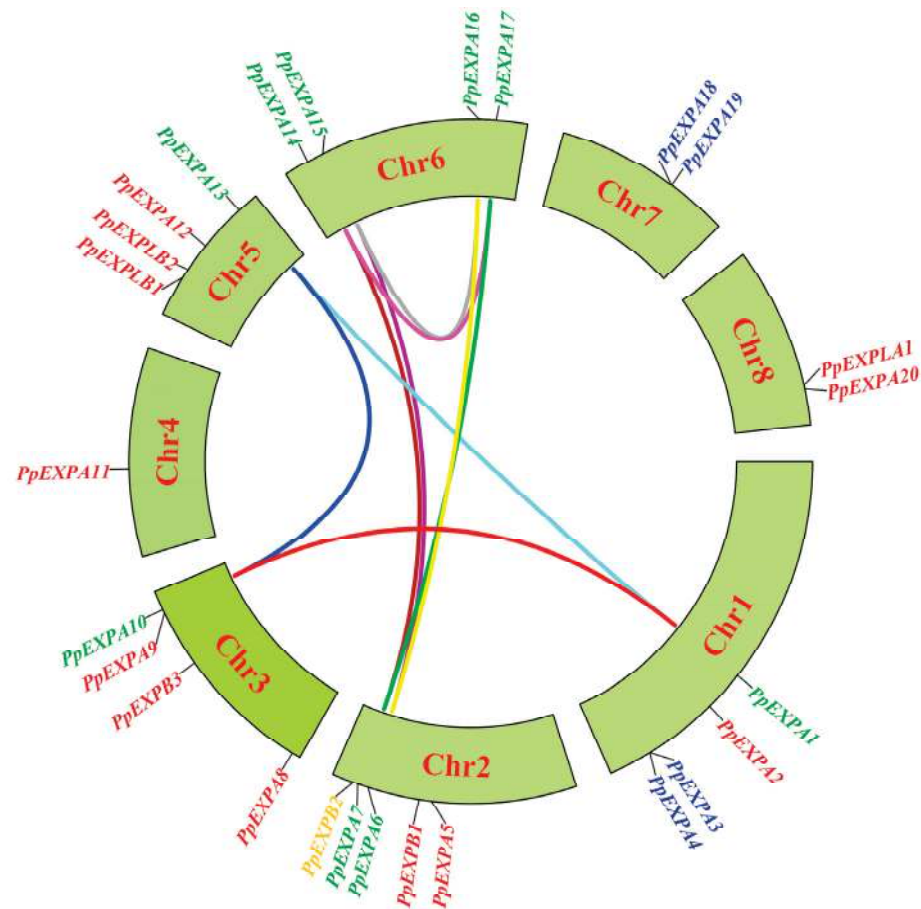 PpEXPA16
PpEXPA17
PpEXPA15
PpEXPA14
Chr6
PpEXPA18
PpEXPA19
Chr7
PpEXPA13
PpEXPA12
PpEXPLB2
PpEXPLB1
Chr5
Chr8
PpEXPLA1
PpEXPA20
Chr4
PpEXPA11
Chr1
PpEXPA1
PpEXPA2
PpEXPA3
PpEXPA4
Chr3
PpEXPA10
PpEXPA9
PpEXPB3
PpEXPA8
Chr2
PpEXPB2
PpEXPA7
PpEXPA6
PpEXPB1
PpEXPA5